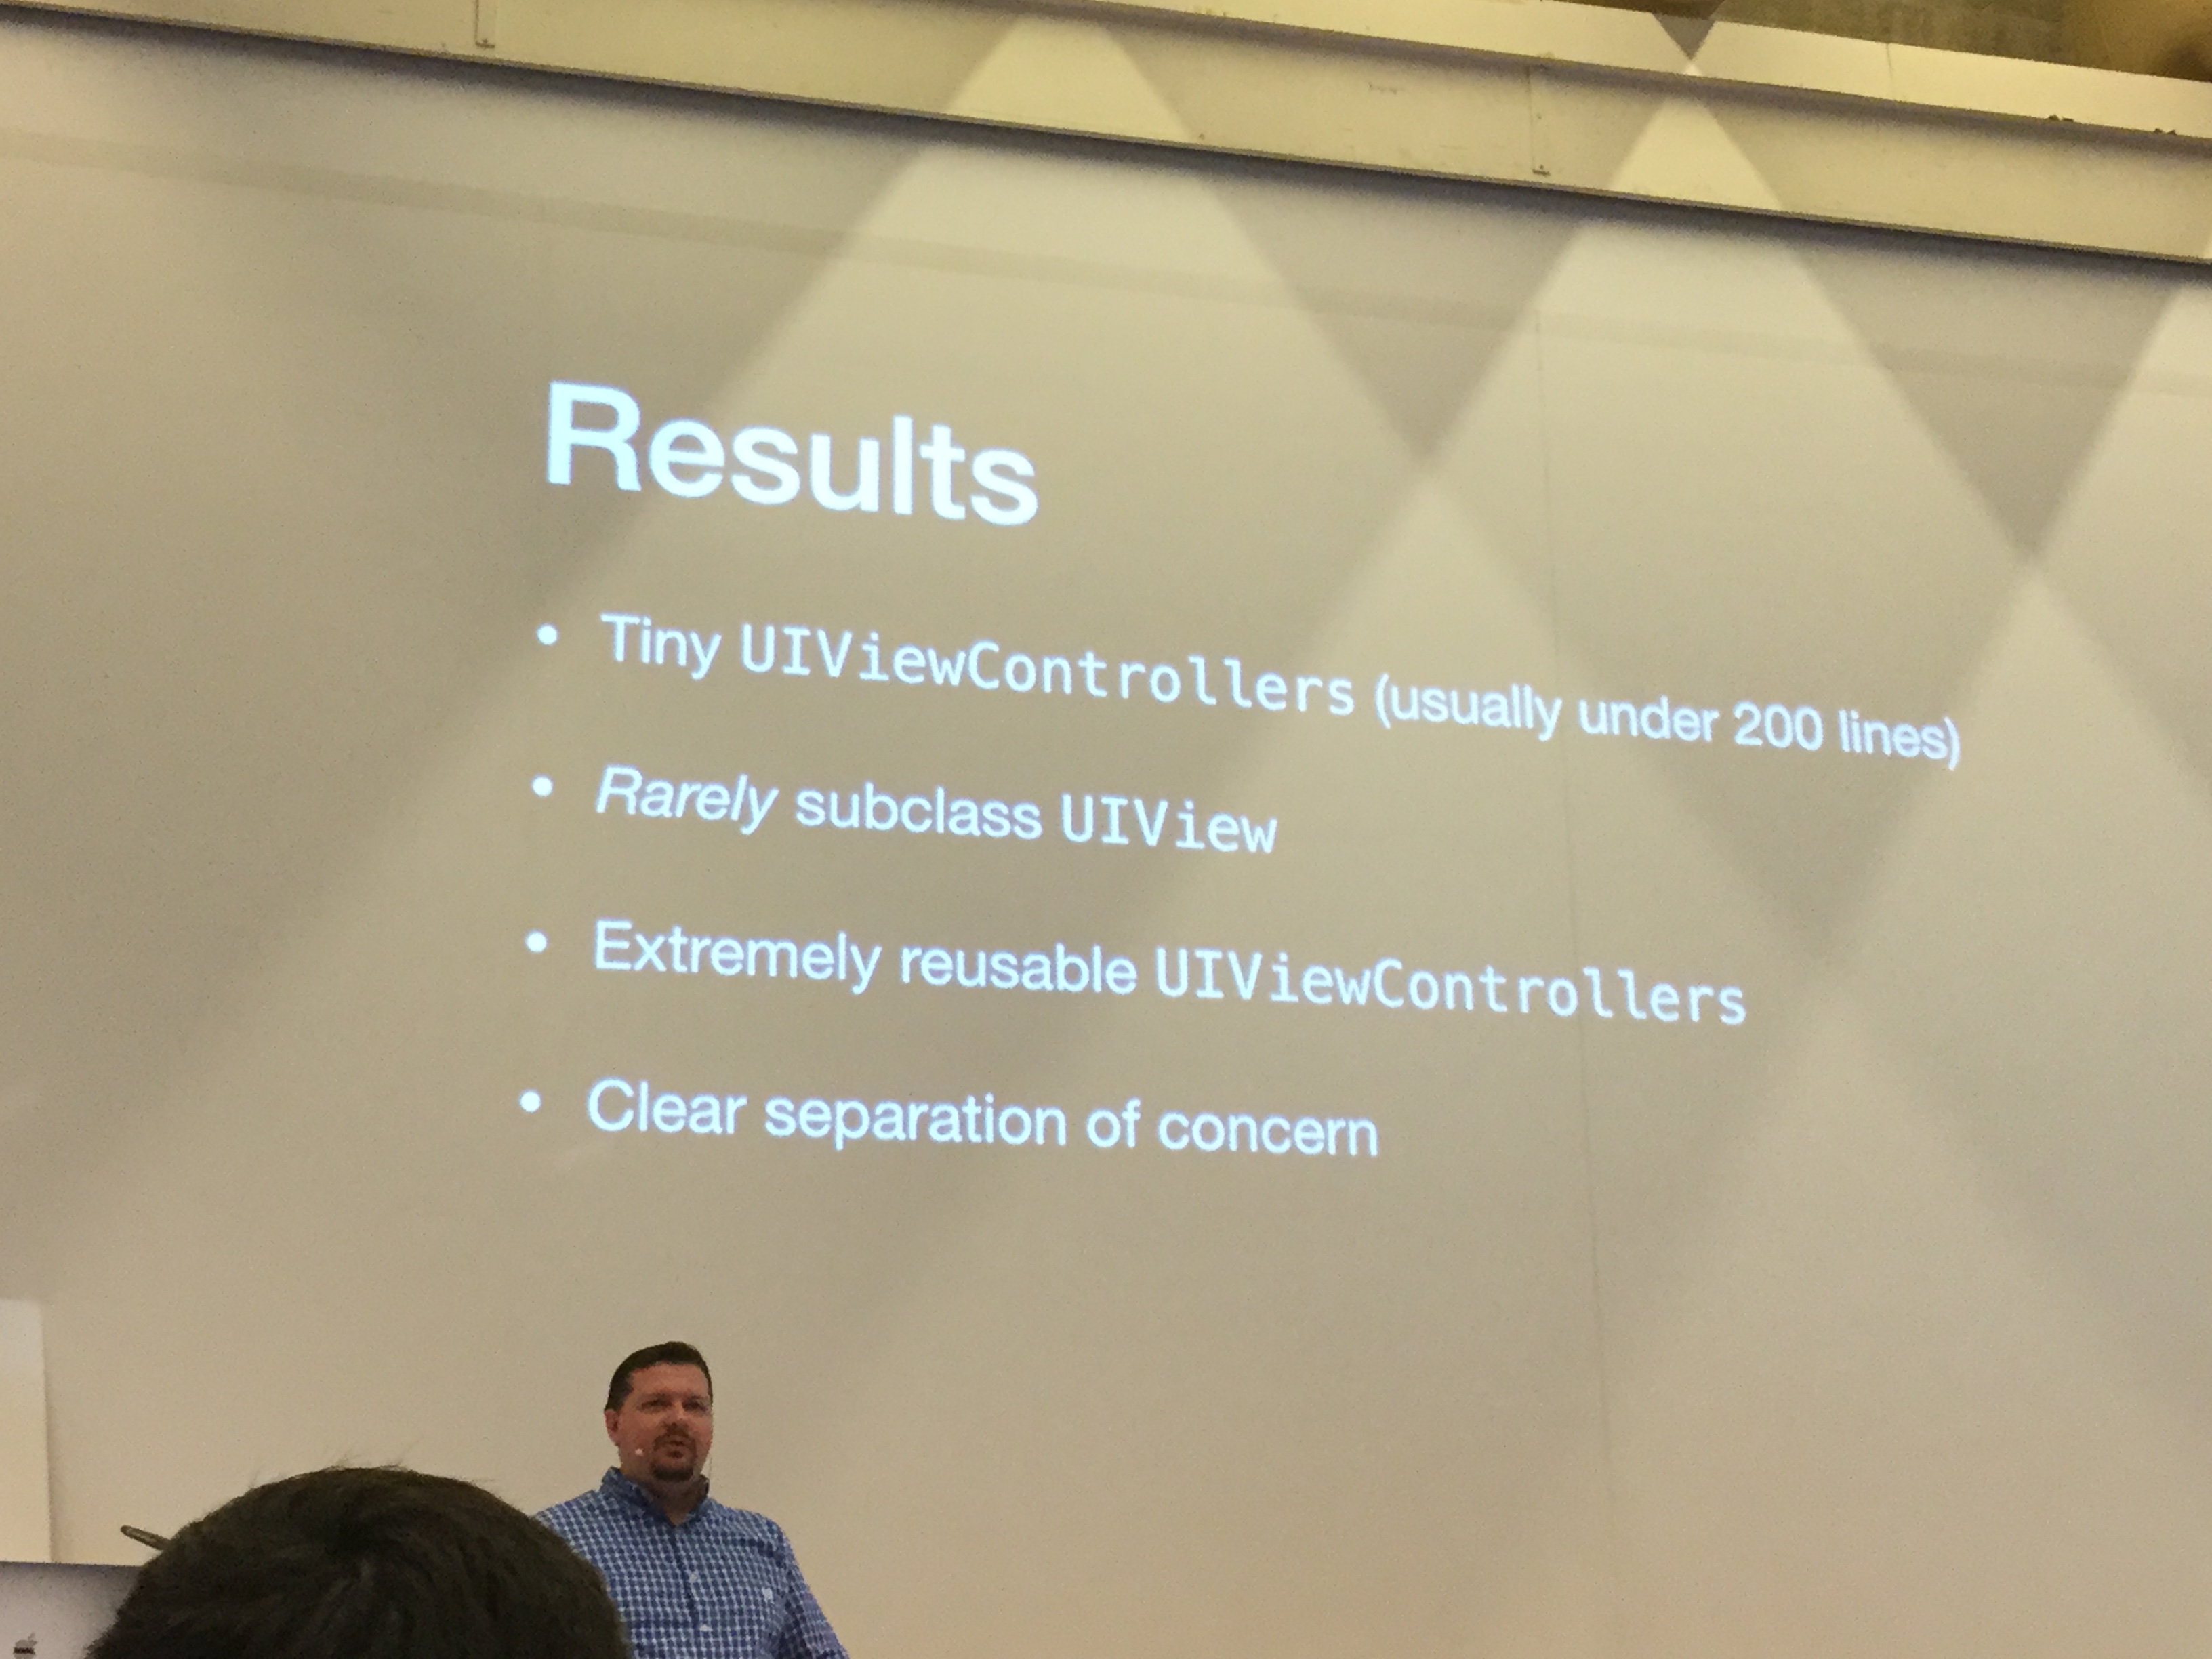 Results
• Tiny UIViewControllers (usually under 200 lines)
• Rarely subclass UIView
• Extremely reusable UIViewControllers
• Clear separation of concern